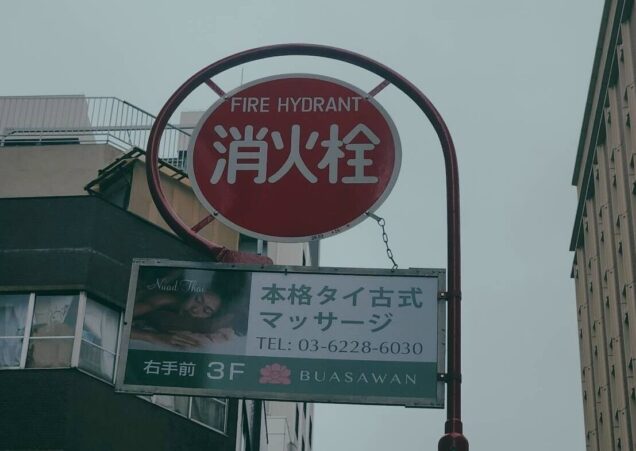 FIRE HYDRANT
消火栓
Nuad Thai
本格タイ古式
マッサージ
TEL: 03-6228-6030
右手前 3F BUASAWAN